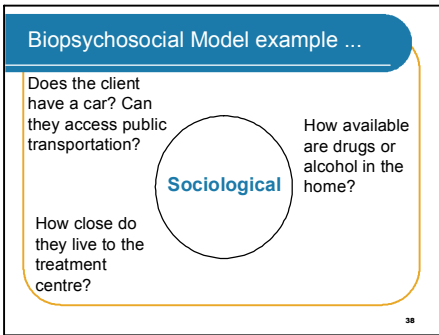 Biopsychosocial Model example ...
Does the client
have a car? Can
they access public
transportation?
How available
are drugs or
alcohol in the
home?
Sociological
How close do
they live to the
treatment
centre?
38